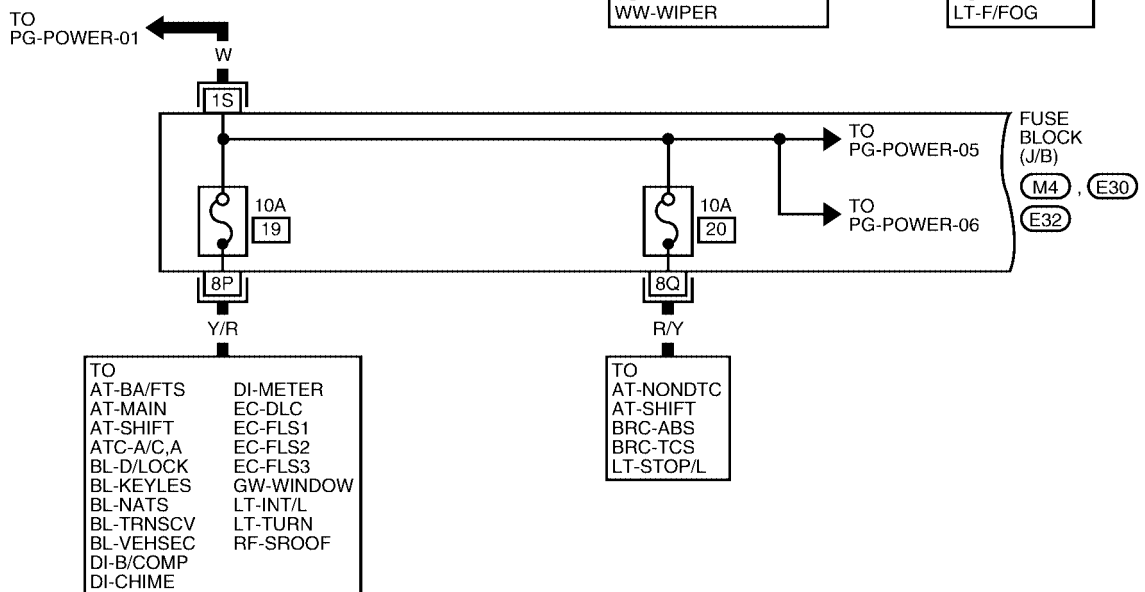 WW-WIPER
LT-F/FOG
TO
PG-POWER-01
W
1S
FUSE
BLOCK
(J/B)
M4 , E30
E32
TO
PG-POWER-05
TO
PG-POWER-06
10A
19
10A
20
8P
8Q
Y/R
R/Y
TO
AT-BA/FTS
AT-MAIN
AT-SHIFT
ATC-A/C,A
BL-D/LOCK
BL-KEYLES
BL-NATS
BL-TRNSCV
BL-VEHSEC
DI-B/COMP
DI-CHIME
DI-METER
EC-DLC
EC-FLS1
EC-FLS2
EC-FLS3
GW-WINDOW
LT-INT/L
LT-TURN
RF-SROOF
TO
AT-NONDTC
AT-SHIFT
BRC-ABS
BRC-TCS
LT-STOP/L